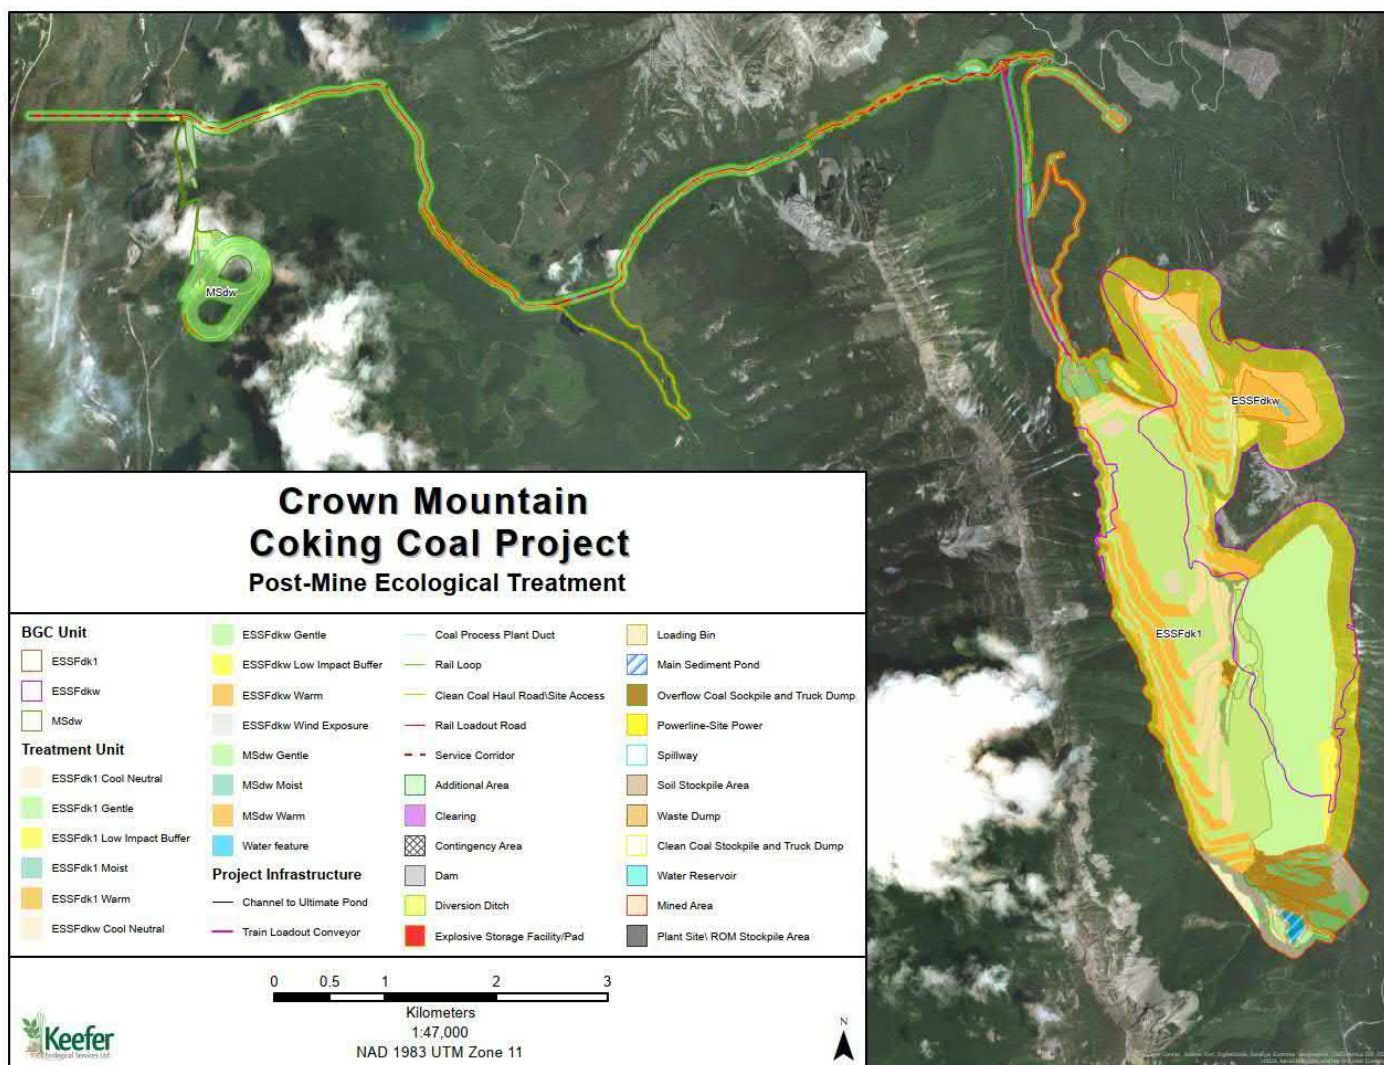 MSdw
ESSFdkw
ESSFdk1
Crown Mountain
Coking Coal Project
Post-Mine Ecological Treatment
BGC Unit
ESSFdk1
ESSFdkw
MSdw
Treatment Unit
ESSFdk1 Cool Neutral
ESSFdk1 Gentle
ESSFdk1 Low Impact Buffer
ESSFdk1 Moist
ESSFdk1 Warm
ESSFdkw Cool Neutral
ESSFdkw Gentle
ESSFdkw Low Impact Buffer
ESSFdkw Warm
ESSFdkw Wind Exposure
MSdw Gentle
MSdw Moist
MSdw Warm
Water feature
Project Infrastructure
Channel to Ultimate Pond
Train Loadout Conveyor
Coal Process Plant Duct
Rail Loop
Clean Coal Haul Road\Site Access
Rail Loadout Road
Service Corridor
Additional Area
Clearing
Contingency Area
Dam
Diversion Ditch
Explosive Storage Facility/Pad
Loading Bin
Main Sediment Pond
Overflow Coal Sockpile and Truck Dump
Powerline-Site Power
Spillway
Soil Stockpile Area
Waste Dump
Clean Coal Stockpile and Truck Dump
Water Reservoir
Mined Area
Plant Site\ ROM Stockpile Area
0 0.5 1 2 3
Kilometers
1:47,000
NAD 1983 UTM Zone 11
Keefer
Ecological Services Ltd
N